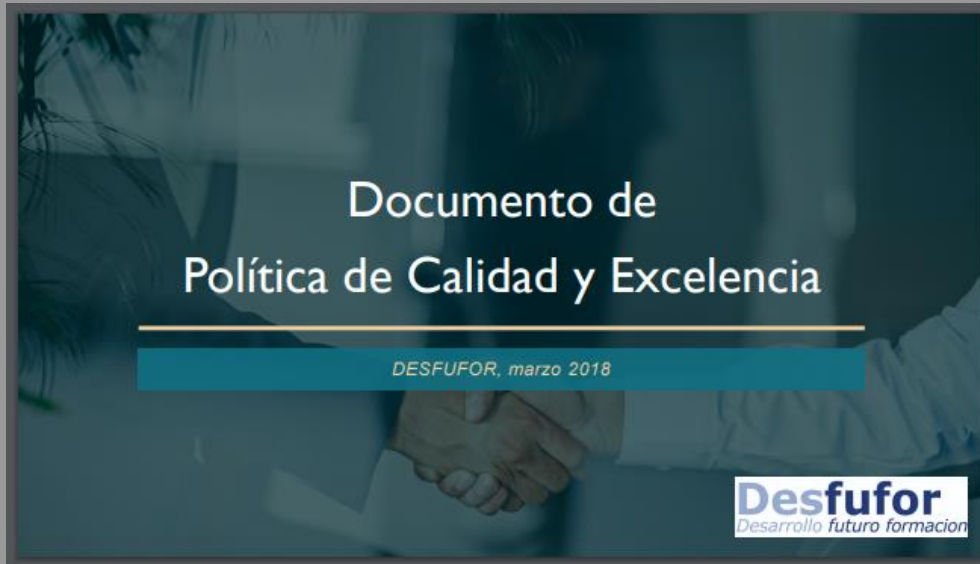 Documento de
Política de Calidad y Excelencia
DESFUFOR, marzo 2018
Desfufor
Desarrollo futuro formacion